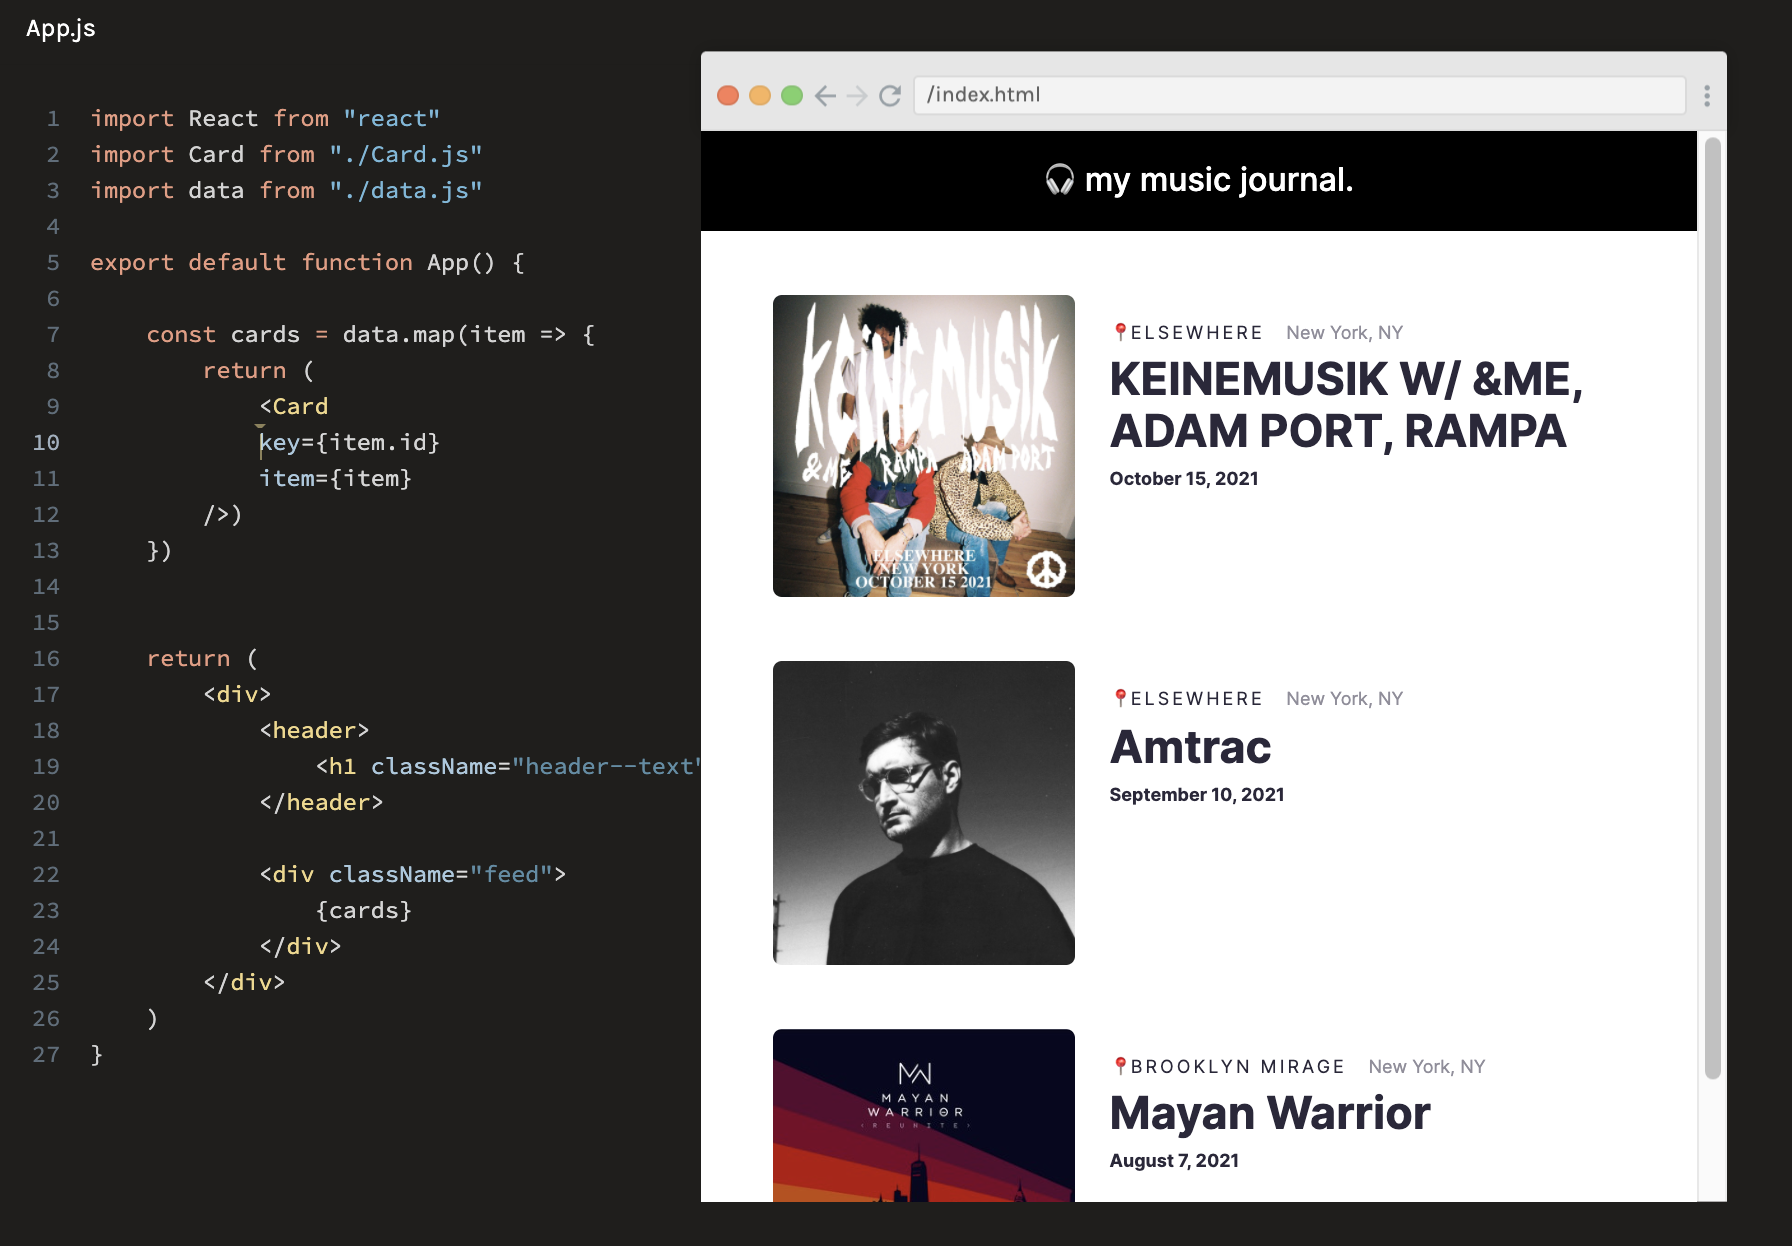 App.js
1 import React from "react"
2 import Card from "./Card.js"
3 import data from "./data.js"
4
5 export default function App() {
6
7 const cards = data.map(item => {
8 return (
9 <Card
10 key={item.id}
11 item={item}
12 />)
13 })
14
15
16 return (
17 <div>
18 <header>
19 <h1 className="header--text"
20 </header>
21
22 <div className="feed">
23 {cards}
24 </div>
25 </div>
26 )
27 }
/index.html
my music journal.
KEINEMUSIK
&ME RAMPA ADAM PORT
ELSEWHERE
NEW YORK
OCTOBER 15 2021
ELSEWHERE New York, NY
KEINEMUSIK W/ &ME,
ADAM PORT, RAMPA
October 15, 2021
ELSEWHERE New York, NY
Amtrac
September 10, 2021
MAYAN
WARRIOR
‹REUNITE›
BROOKLYN MIRAGE New York, NY
Mayan Warrior
August 7, 2021